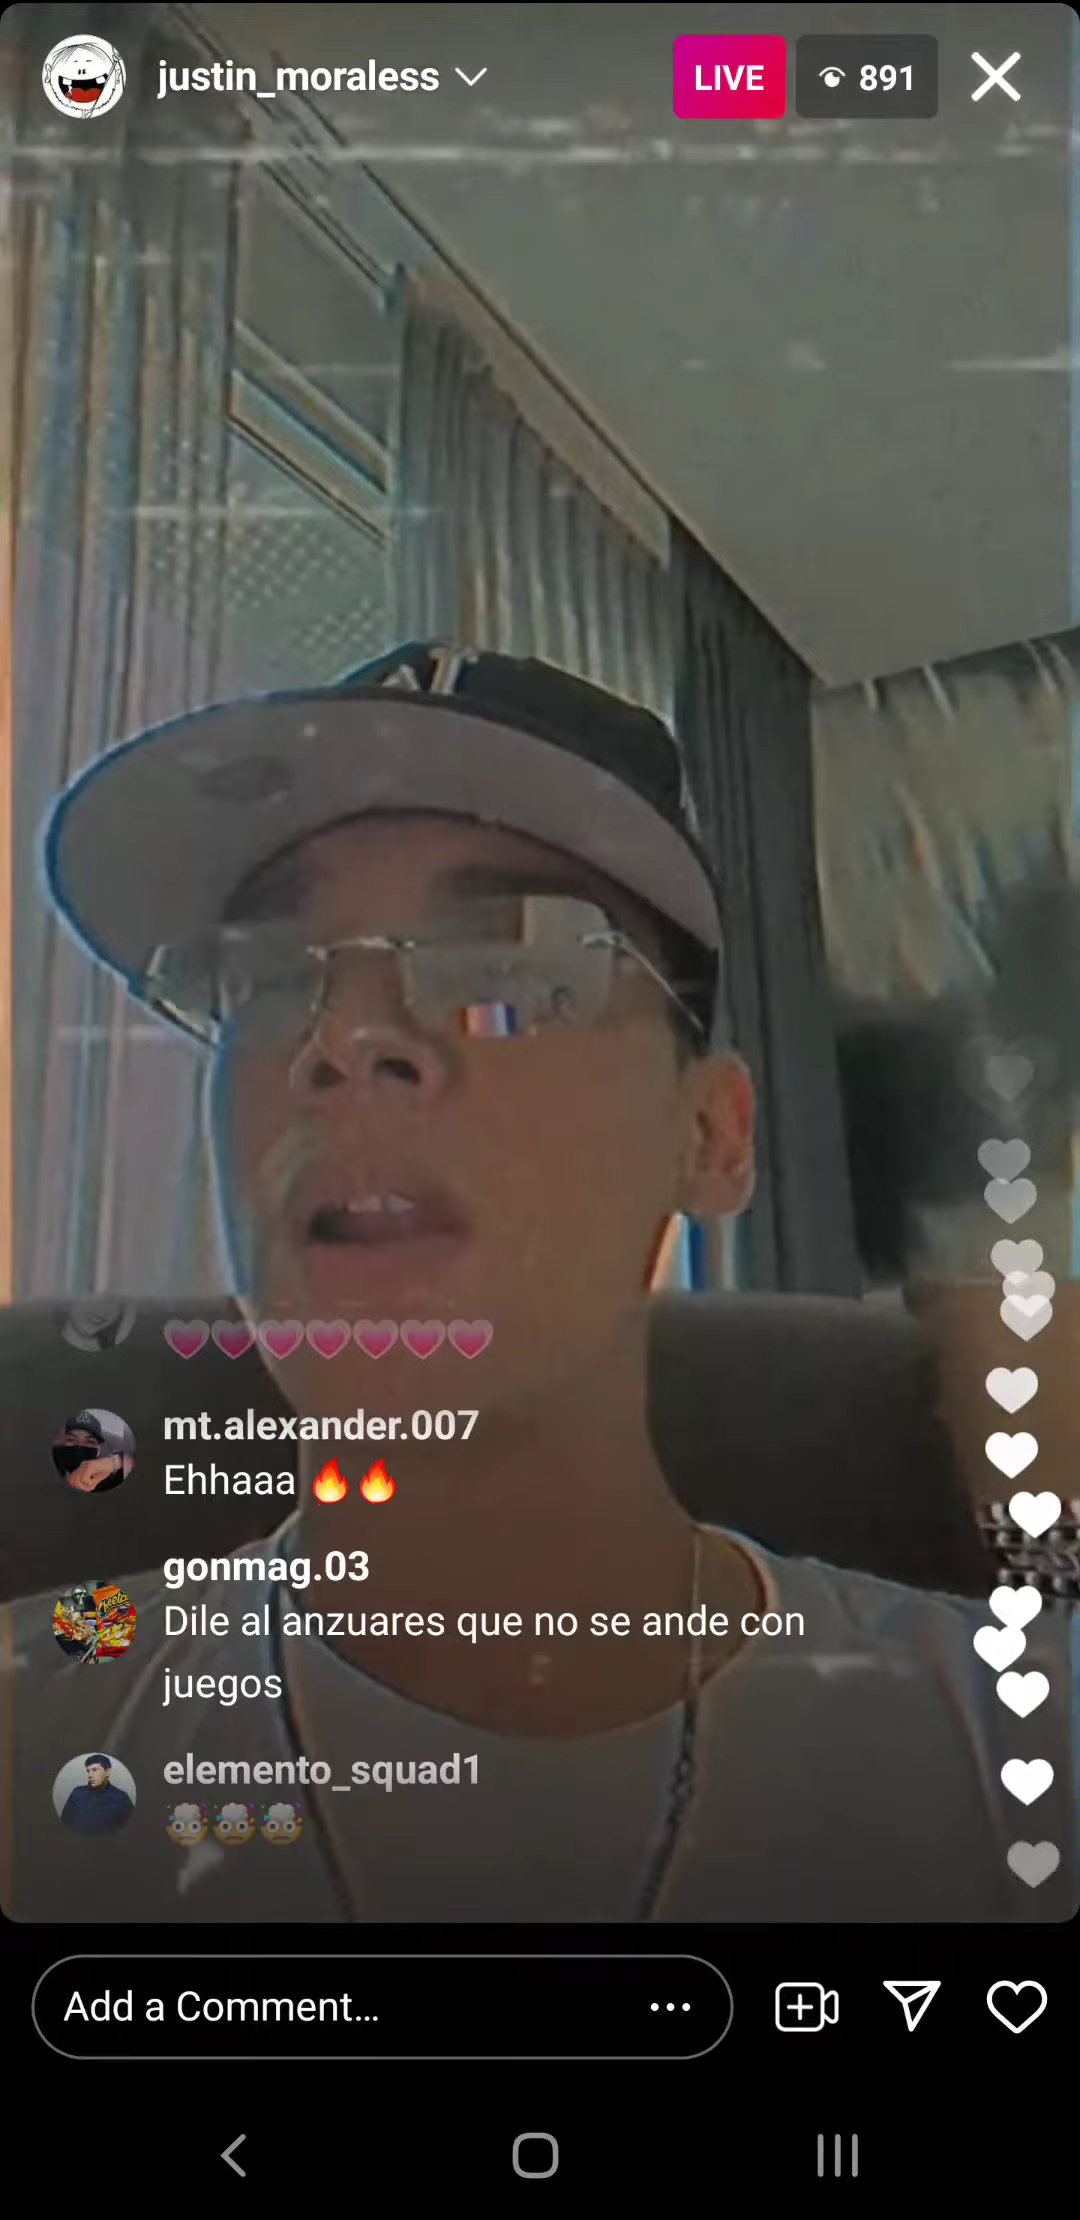 justin_moraless
LIVE
891
mt.alexander.007
Ehhaaa 🔥🔥
gonmag.03
Dile al anzuares que no se ande con
juegos
elemento_squad1
🤯🤯🤯
Add a Comment...